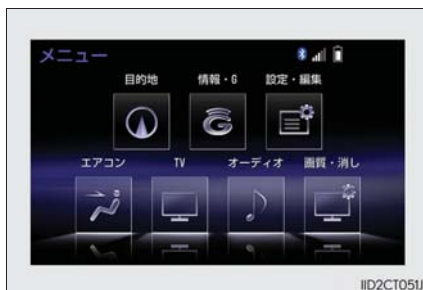 メニュー
目的地 情報・G 設定・編集
エアコン TV オーディオ 画質・消し
IID2CT051J